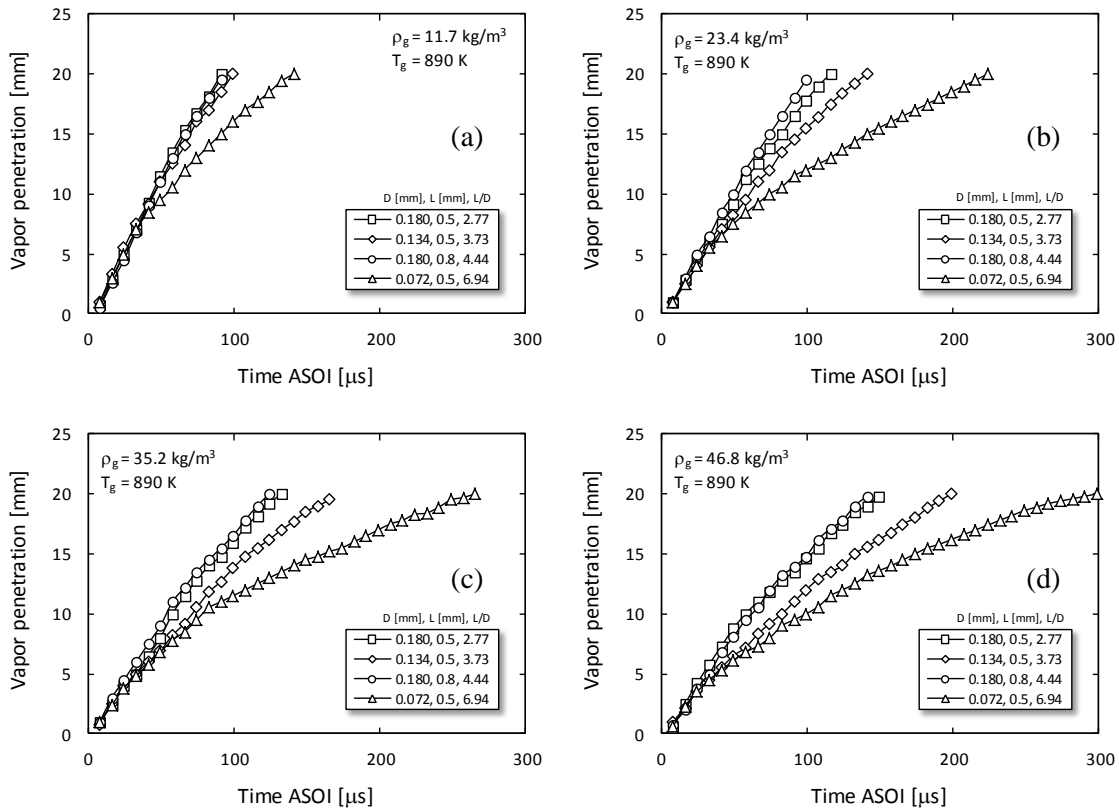 25
20
15
10
5
0
Vapor penetration [mm]
ρg = 11.7 kg/m³
Tg = 890 K
(a)
D [mm], L [mm], L/D
0.180, 0.5, 2.77
0.134, 0.5, 3.73
0.180, 0.8, 4.44
0.072, 0.5, 6.94
0 100 200 300
Time ASOI [μs]
25
20
15
10
5
0
Vapor penetration [mm]
ρg = 23.4 kg/m³
Tg = 890 K
(b)
D [mm], L [mm], L/D
0.180, 0.5, 2.77
0.134, 0.5, 3.73
0.180, 0.8, 4.44
0.072, 0.5, 6.94
0 100 200 300
Time ASOI [μs]
25
20
15
10
5
0
Vapor penetration [mm]
ρg = 35.2 kg/m³
Tg = 890 K
(c)
D [mm], L [mm], L/D
0.180, 0.5, 2.77
0.134, 0.5, 3.73
0.180, 0.8, 4.44
0.072, 0.5, 6.94
0 100 200 300
Time ASOI [μs]
25
20
15
10
5
0
Vapor penetration [mm]
ρg = 46.8 kg/m³
Tg = 890 K
(d)
D [mm], L [mm], L/D
0.180, 0.5, 2.77
0.134, 0.5, 3.73
0.180, 0.8, 4.44
0.072, 0.5, 6.94
0 100 200 300
Time ASOI [μs]